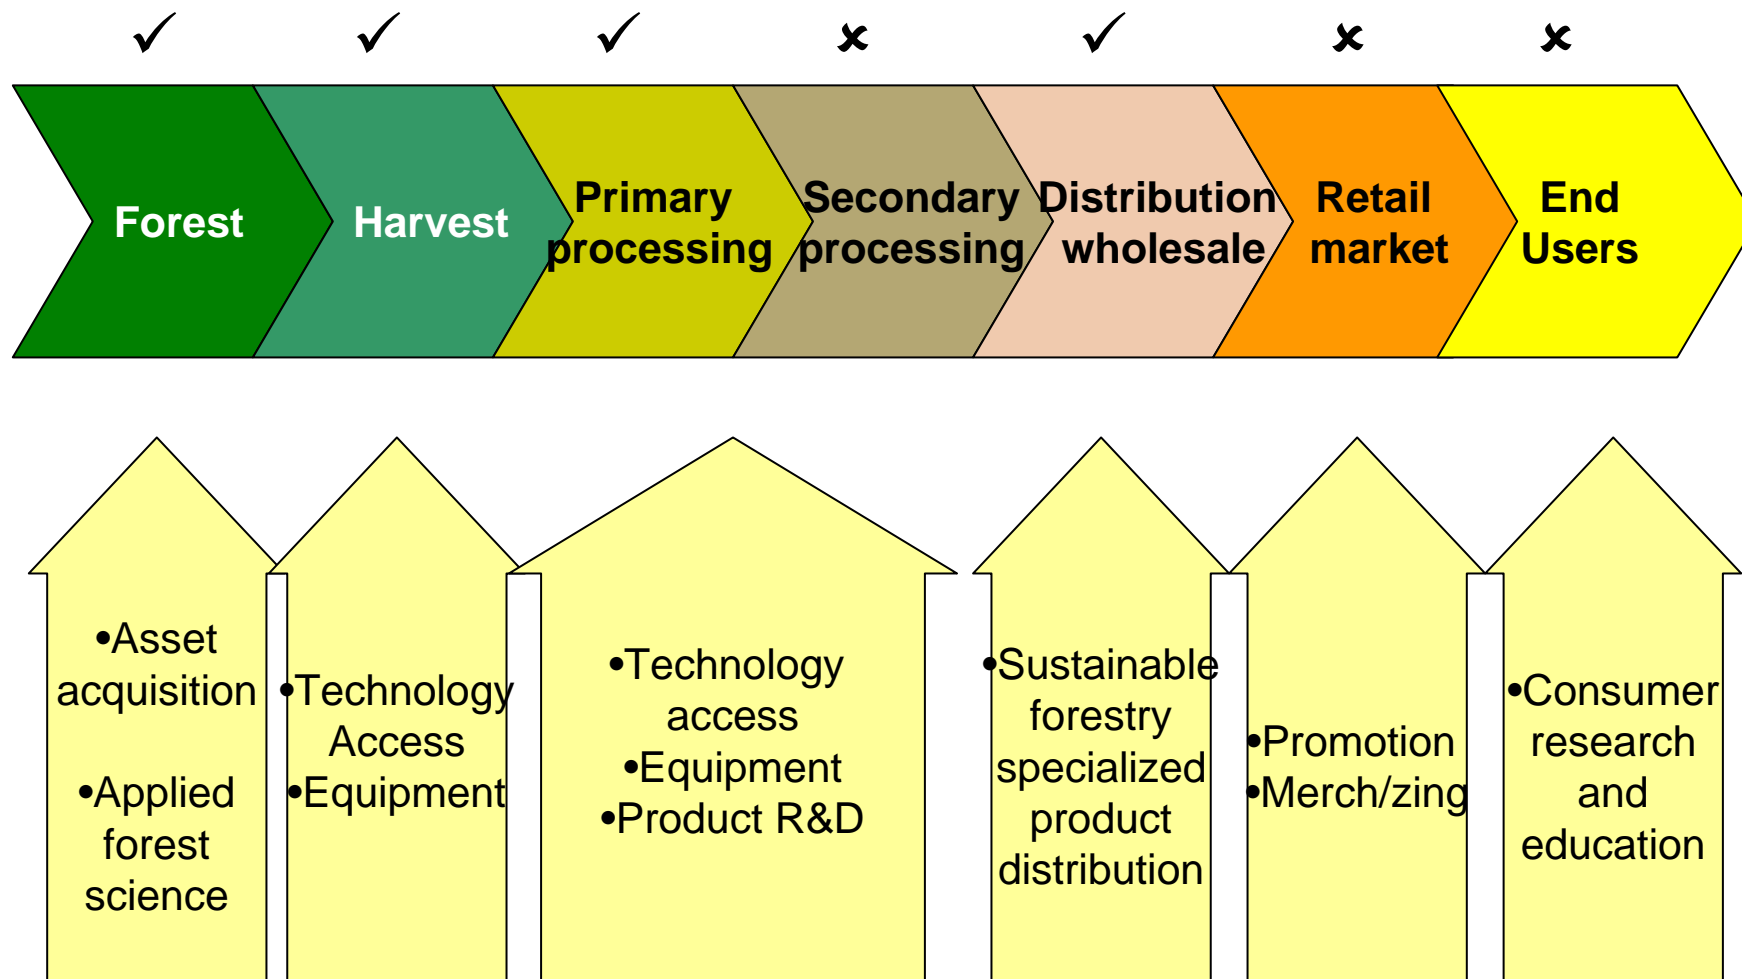 ✓ ✓ ✓ ✘ ✓ ✘ ✘
Forest
Harvest
Primary
processing
Secondary
processing
Distribution
wholesale
Retail
market
End
Users
•Asset
acquisition
•Applied
forest
science
•Technology
Access
•Equipment
•Technology
access
•Equipment
•Product R&D
•Sustainable
forestry
specialized
product
distribution
•Promotion
•Merch/zing
•Consumer
research
and
education